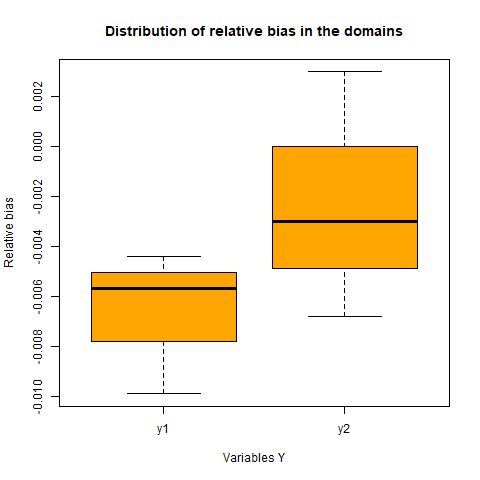 Distribution of relative bias in the domains
Relative bias
0.002
0.000
-0.002
-0.004
-0.006
-0.008
-0.010
y1
y2
Variables Y